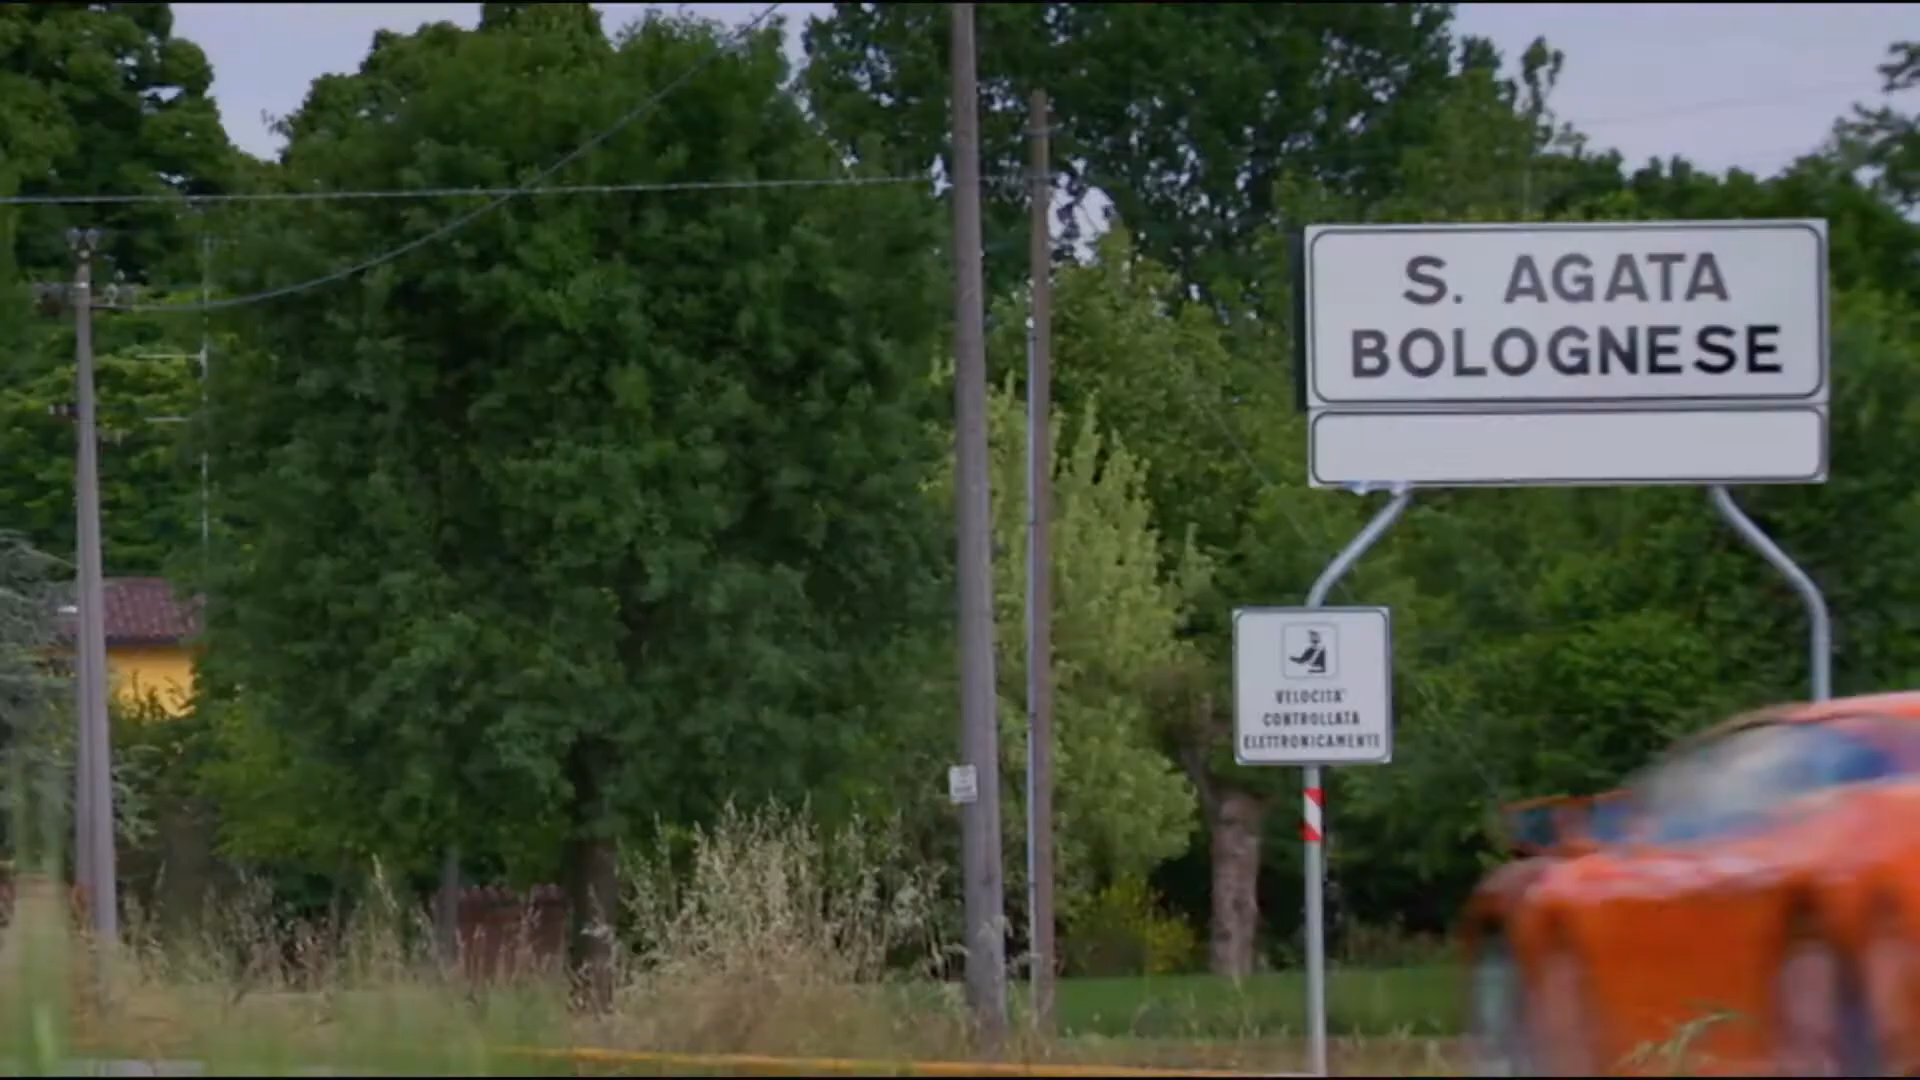 S. AGATA
BOLOGNESE
VELOCITA'
CONTROLLATA
ELETTRONICAMENTE